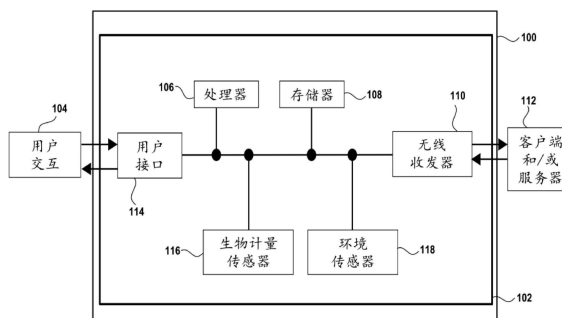 100
106
处理器
存储器
108
110
112
104
用户
交互
用户
接口
114
无线
收发器
客户端
和/或
服务器
116
生物计量
传感器
环境
传感器
118
102